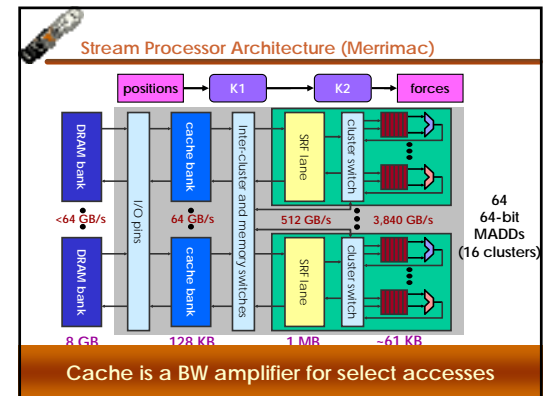 Stream Processor Architecture (Merrimac)
positions
K1
K2
forces
DRAM bank
I/O pins
cache bank
Inter-cluster and memory switches
SRF lane
cluster switch
<64 GB/s
64 GB/s
512 GB/s
3,840 GB/s
64
64-bit
MADDs
(16 clusters)
DRAM bank
cache bank
SRF lane
cluster switch
8 GB
128 KB
1 MB
~61 KB
Cache is a BW amplifier for select accesses